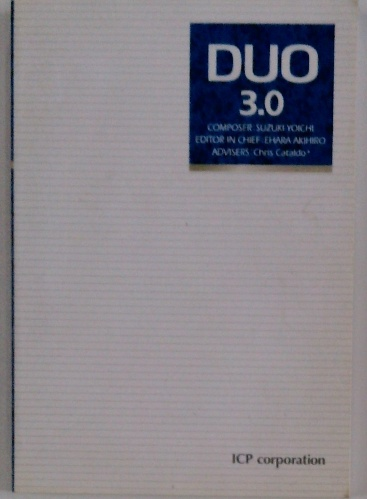 DUO
3.0
COMPOSER: SUZUKI YOICHI
EDITOR IN CHIEF: EHARA AKIHIRO
ADVISERS: Chris Cataldo*
ICP corporation